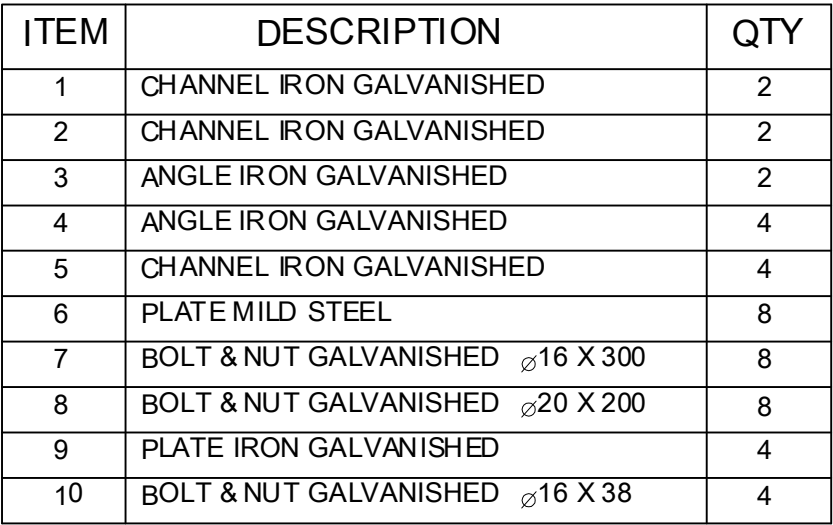 ITEM DESCRIPTION QTY
1 CHANNEL IRON GALVANISHED 2
2 CHANNEL IRON GALVANISHED 2
3 ANGLE IRON GALVANISHED 2
4 ANGLE IRON GALVANISHED 4
5 CHANNEL IRON GALVANISHED 4
6 PLATE MILD STEEL 8
7 BOLT & NUT GALVANISHED ⌀16 X 300 8
8 BOLT & NUT GALVANISHED ⌀20 X 200 8
9 PLATE IRON GALVANISHED 4
10 BOLT & NUT GALVANISHED ⌀16 X 38 4